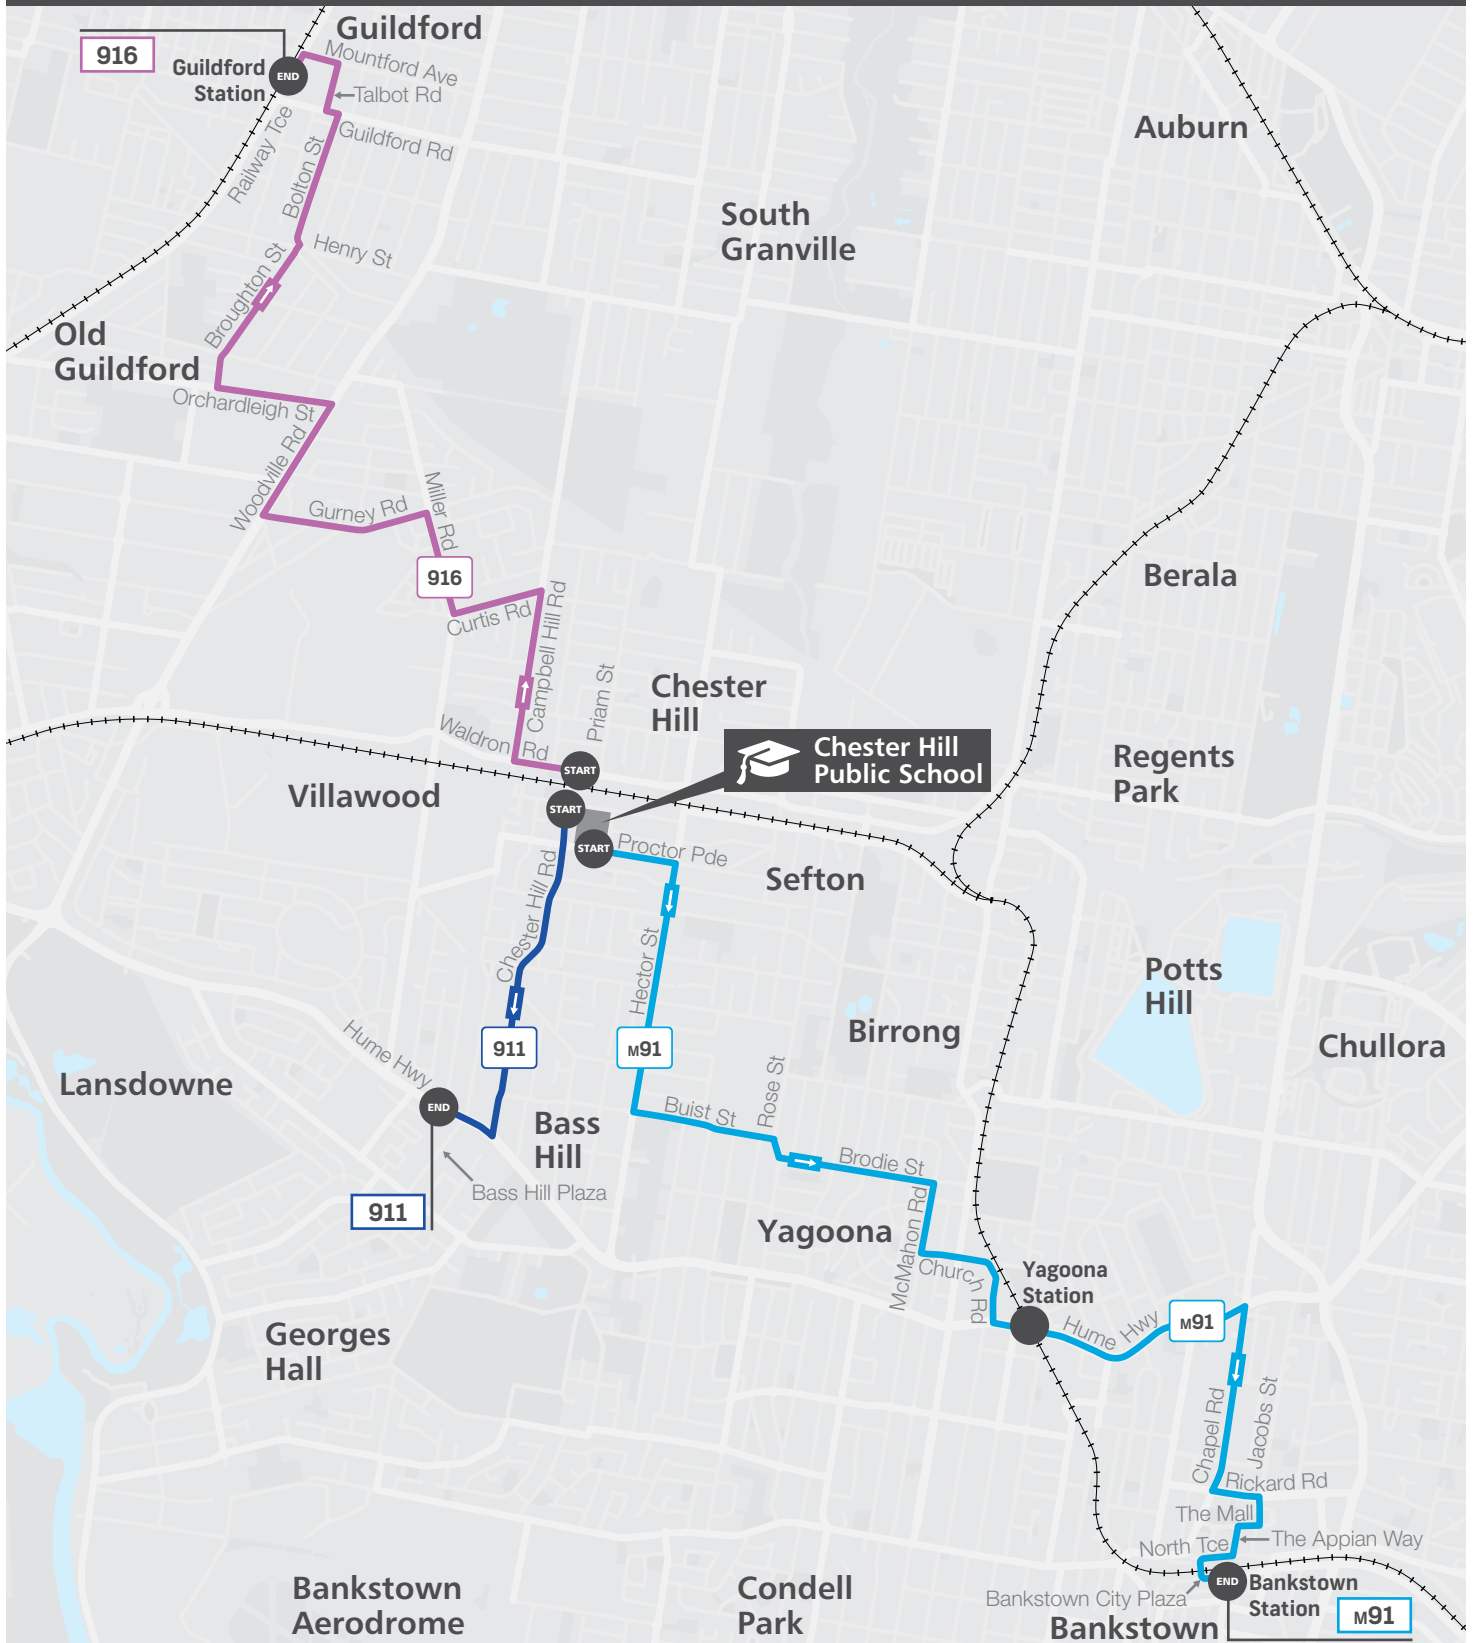 916
Guildford
Station
END
Guildford
Mountford Ave
Talbot Rd
Guildford Rd
Railway Tce
Bolton St
Auburn
South
Granville
Henry St
Broughton St
Old
Guildford
Orchardleigh St
Woodville Rd
Gurney Rd
Miller Rd
916
Berala
Curtis Rd
Campbell Hill Rd
Priam St
Chester
Hill
Waldron Rd
START
Chester Hill
Public School
Regents
Park
Villawood
START
START
Proctor Pde
Sefton
Chester Hill Rd
Hector St
Potts
Hill
Birrong
Chullora
Hume Hwy
911
M91
Lansdowne
END
Bass
Hill
Buist St
Rose St
Brodie St
Bass Hill Plaza
911
Yagoona
McMahon Rd
Church Rd
Yagoona
Station
Hume Hwy
M91
Georges
Hall
Chapel Rd
Jacobs St
Rickard Rd
The Mall
The Appian Way
North Tce
Bankstown City Plaza
END
Bankstown
Station
M91
Bankstown
Bankstown
Aerodrome
Condell
Park